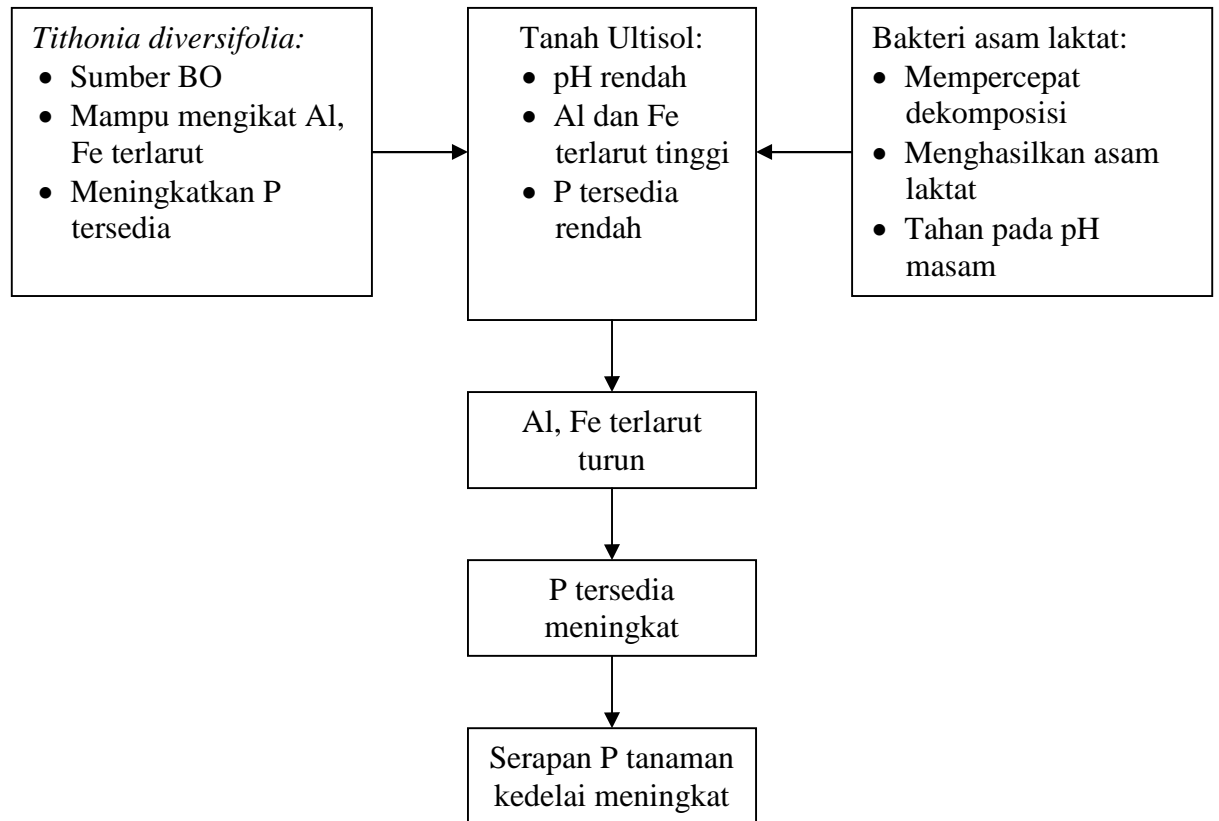 Tithonia diversifolia:
• Sumber BO
• Mampu mengikat Al,
Fe terlarut
• Meningkatkan P
tersedia
Tanah Ultisol:
• pH rendah
• Al dan Fe
terlarut tinggi
• P tersedia
rendah
Bakteri asam laktat:
• Mempercepat
dekomposisi
• Menghasilkan asam
laktat
• Tahan pada pH
masam
Al, Fe terlarut
turun
P tersedia
meningkat
Serapan P tanaman
kedelai meningkat